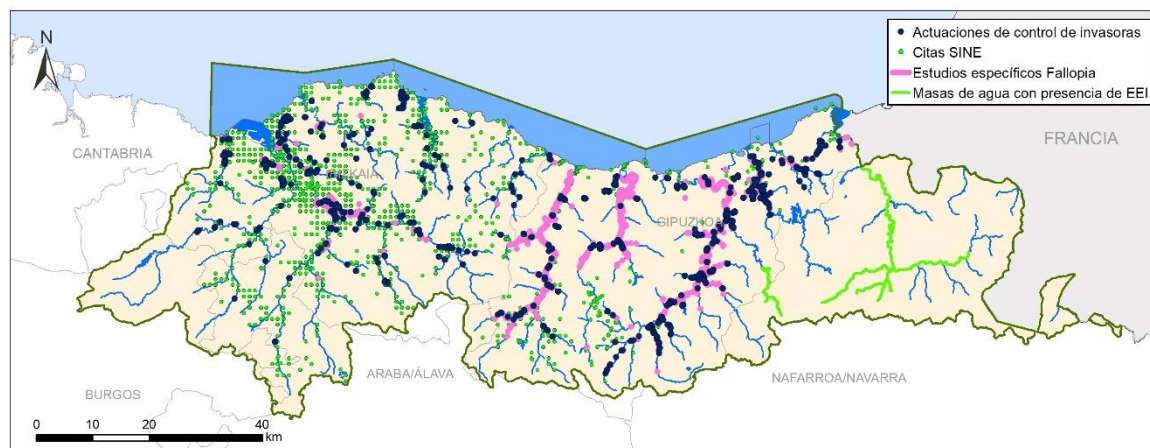 N
Actuaciones de control de invasoras
Citas SINE
Estudios específicos Fallopia
Masas de agua con presencia de EEI
FRANCIA
CANTABRIA
BIZKAIA
GIPUZKOA
ARABA/ÁLAVA
NAFARROA/NAVARRA
BURGOS
0 10 20 40
km